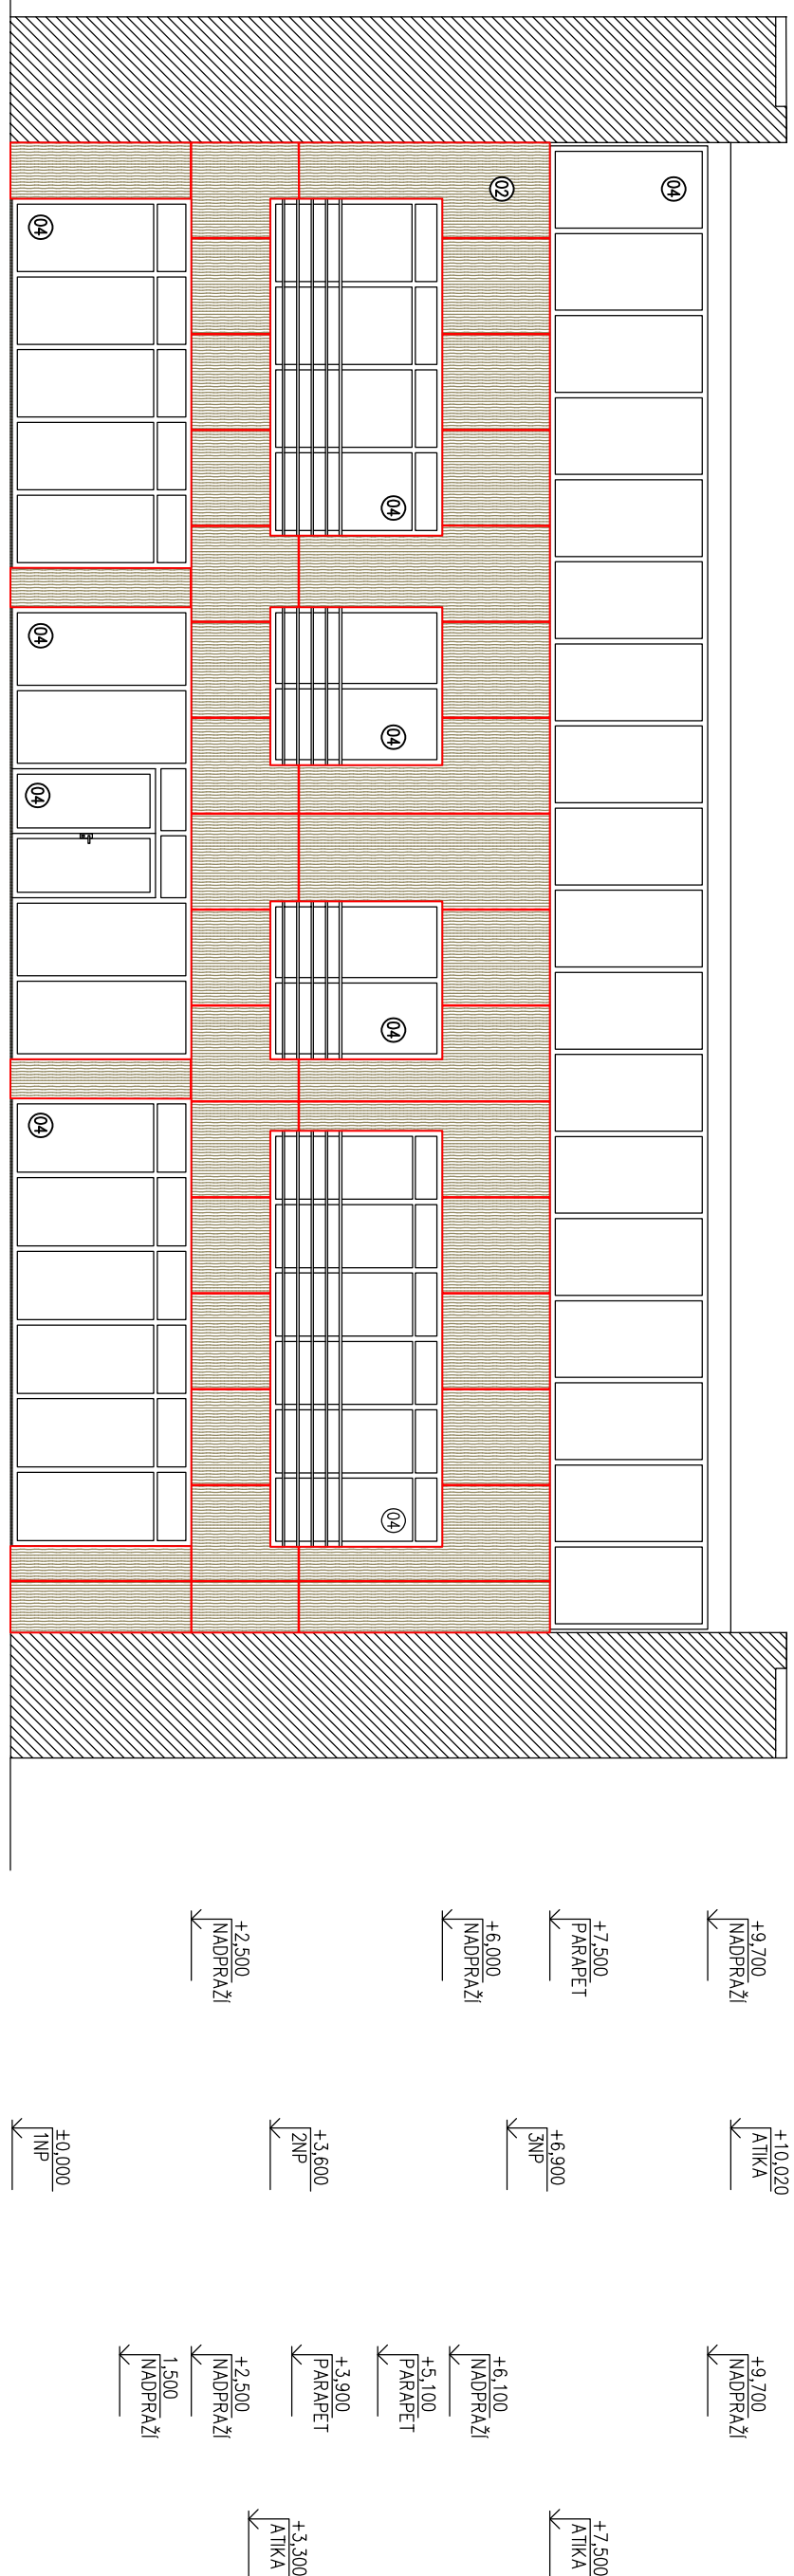 04
02
04
04
04
04
04
04
04
04
+9,700
NADPRAŽÍ
+7,500
PARAPET
+6,000
NADPRAŽÍ
+2,500
NADPRAŽÍ
+10,020
ATIKA
+6,900
3NP
+3,600
2NP
±0,000
1NP
+9,700
NADPRAŽÍ
+6,100
NADPRAŽÍ
+5,100
PARAPET
+3,900
PARAPET
+2,500
NADPRAŽÍ
1,500
NADPRAŽÍ
+7,500
ATIKA
+3,300
ATIKA